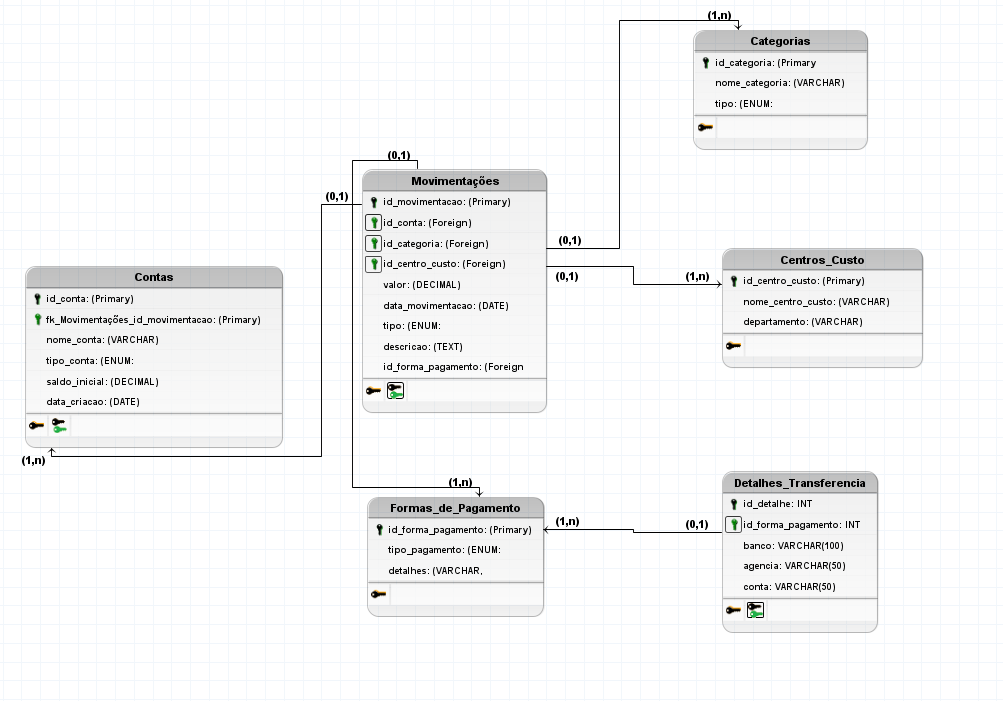 (1,n)
Categorias
id_categoria: (Primary
nome_categoria: (VARCHAR)
tipo: (ENUM:
(0,1)
(0,1)
Movimentações
id_movimentacao: (Primary)
id_conta: (Foreign)
id_categoria: (Foreign)
id_centro_custo: (Foreign)
valor: (DECIMAL)
data_movimentacao: (DATE)
tipo: (ENUM:
descricao: (TEXT)
id_forma_pagamento: (Foreign
(0,1)
(0,1)
(1,n)
Centros_Custo
id_centro_custo: (Primary)
nome_centro_custo: (VARCHAR)
departamento: (VARCHAR)
Contas
id_conta: (Primary)
fk_Movimentações_id_movimentacao: (Primary)
nome_conta: (VARCHAR)
tipo_conta: (ENUM:
saldo_inicial: (DECIMAL)
data_criacao: (DATE)
(1,n)
(1,n)
Formas_de_Pagamento
id_forma_pagamento: (Primary)
tipo_pagamento: (ENUM:
detalhes: (VARCHAR,
(1,n)
(0,1)
Detalhes_Transferencia
id_detalhe: INT
id_forma_pagamento: INT
banco: VARCHAR(100)
agencia: VARCHAR(50)
conta: VARCHAR(50)